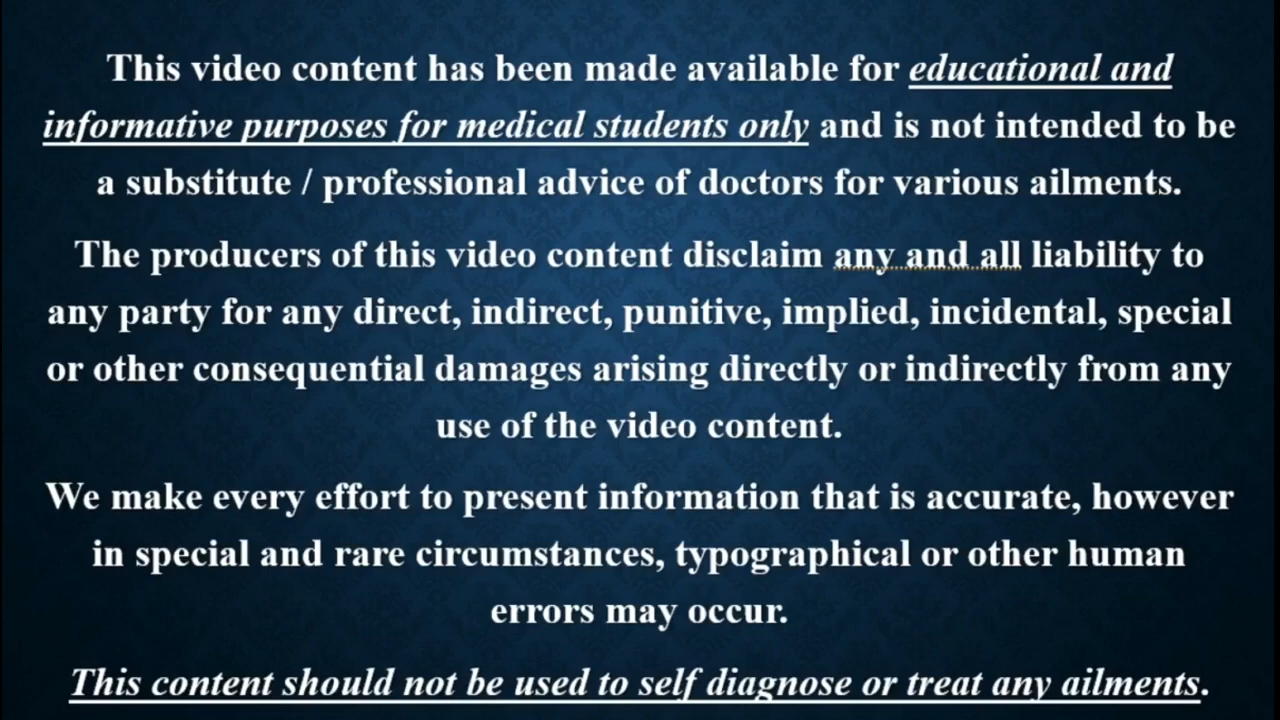 This video content has been made available for educational and
informative purposes for medical students only and is not intended to be
a substitute / professional advice of doctors for various ailments.
The producers of this video content disclaim any and all liability to
any party for any direct, indirect, punitive, implied, incidental, special
or other consequential damages arising directly or indirectly from any
use of the video content.
We make every effort to present information that is accurate, however
in special and rare circumstances, typographical or other human
errors may occur.
This content should not be used to self diagnose or treat any ailments.